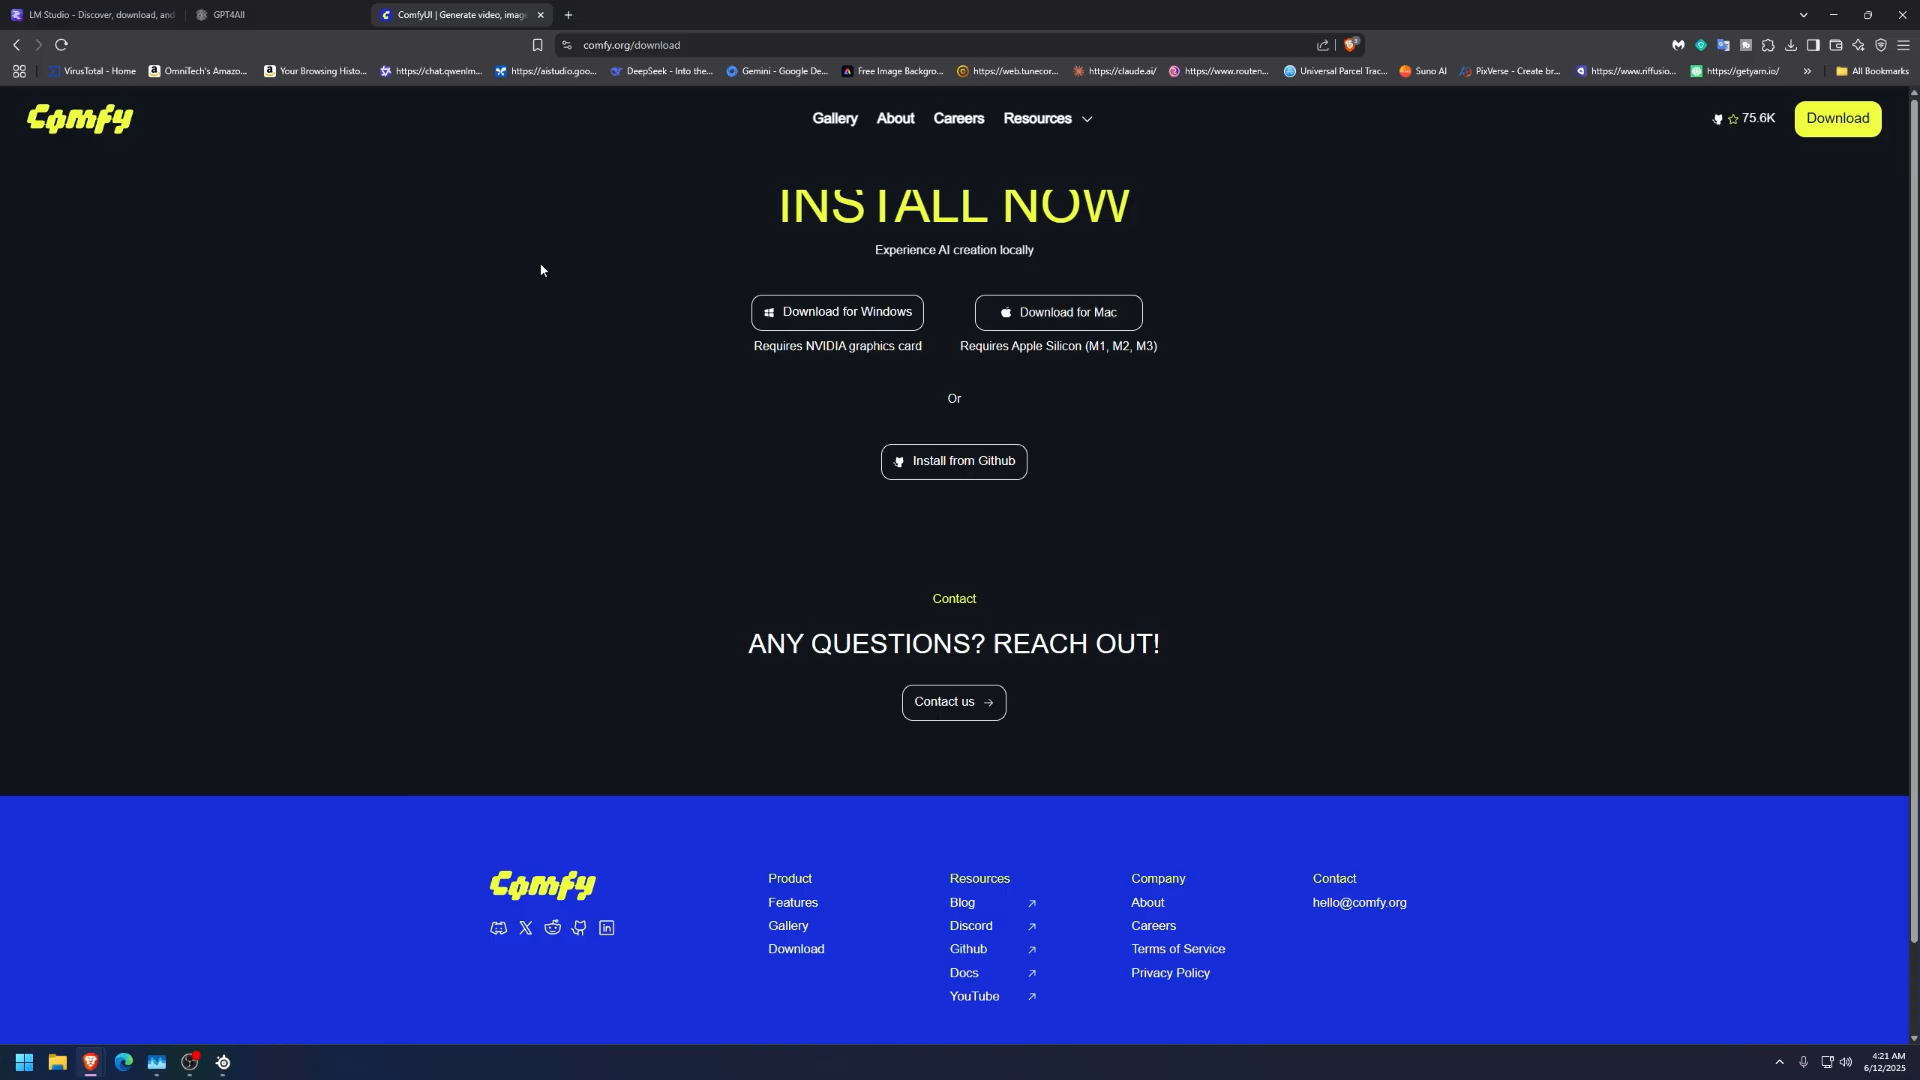 LM Studio - Discover, download, and
GPT4All
ComfyUI | Generate video, image
comfy.org/download
VirusTotal - Home
OmniTech's Amazo...
Your Browsing Histo...
https://chat.qwenlm...
https://aistudio.goo...
DeepSeek - Into the...
Gemini - Google De...
Free Image Backgro...
https://web.tunecor...
https://claude.ai/
https://www.routen...
Universal Parcel Trac...
Suno AI
PixVerse - Create br...
https://www.riffusio...
https://getyarn.io/
»
All Bookmarks
Comfy
Gallery
About
Careers
Resources
75.6K
Download
INSTALL NOW
Experience AI creation locally
Download for Windows
Download for Mac
Requires NVIDIA graphics card
Requires Apple Silicon (M1, M2, M3)
Or
Install from Github
Contact
ANY QUESTIONS? REACH OUT!
Contact us →
Comfy
Product
Features
Gallery
Download
Resources
Blog
Discord
Github
Docs
YouTube
Company
About
Careers
Terms of Service
Privacy Policy
Contact
hello@comfy.org
4:21 AM
6/12/2025